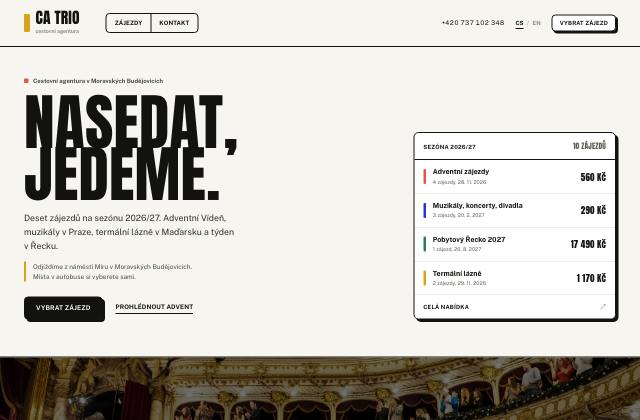 CA TRIO
cestovní agentura
ZÁJEZDY
KONTAKT
+420 737 102 348
CS / EN
VYBRAT ZÁJEZD
Cestovní agentura v Moravských Budějovicích
NASEDAT,
JEDEME.
Deset zájezdů na sezónu 2026/27. Adventní Vídeň,
muzikály v Praze, termální lázně v Maďarsku a týden
v Řecku.
Odjíždíme z náměstí Míru v Moravských Budějovicích.
Místa v autobuse si vyberete sami.
VYBRAT ZÁJEZD
PROHLÉDNOUT ADVENT
SEZÓNA 2026/27
10 ZÁJEZDŮ
Adventní zájezdy
4 zájezdy, 28. 11. 2026
560 Kč
Muzikály, koncerty, divadla
3 zájezdy, 20. 2. 2027
290 Kč
Pobytový Řecko 2027
1 zájezd, 26. 8. 2027
17 490 Kč
Termální lázně
2 zájezdy, 29. 11. 2026
1 170 Kč
CELÁ NABÍDKA